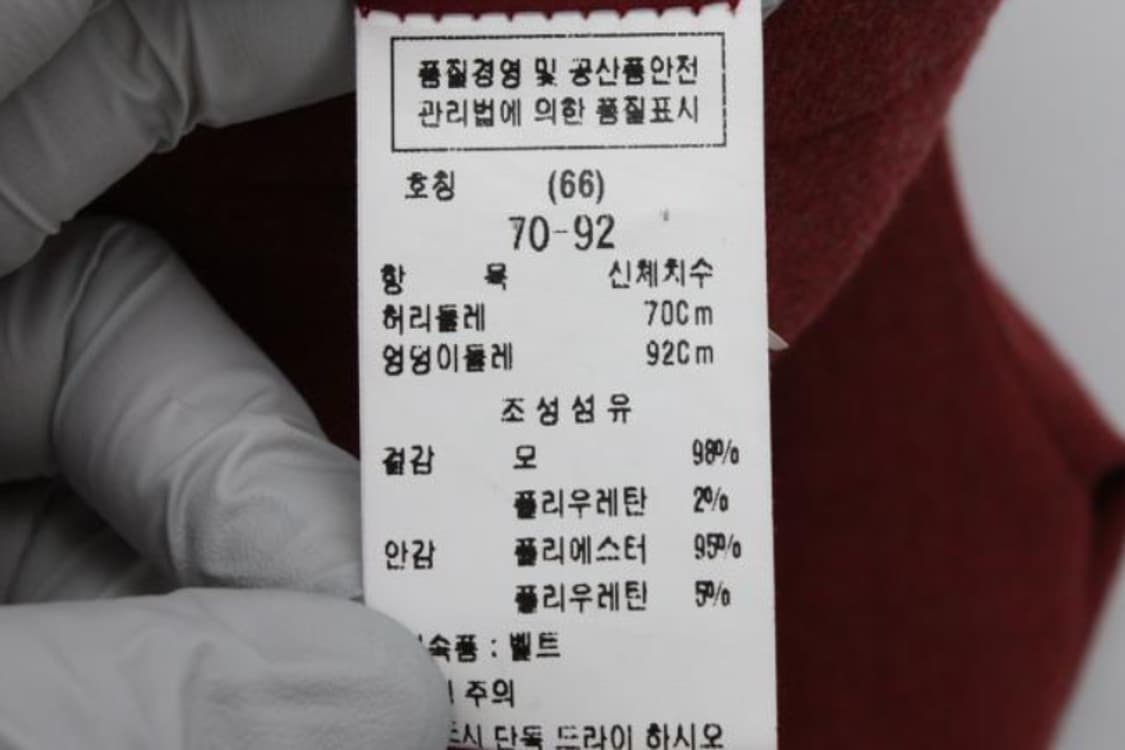 품질경영 및 공산품안전
관리법에 의한 품질표시
호칭 (66)
70-92
항 목 신체치수
허리둘레 70Cm
엉덩이둘레 92Cm
조성섬유
겉감 모 98%
폴리우레탄 2%
안감 폴리에스터 95%
폴리우레탄 5%
속품 : 벨트
주의
드시 단독 드라이 하시오